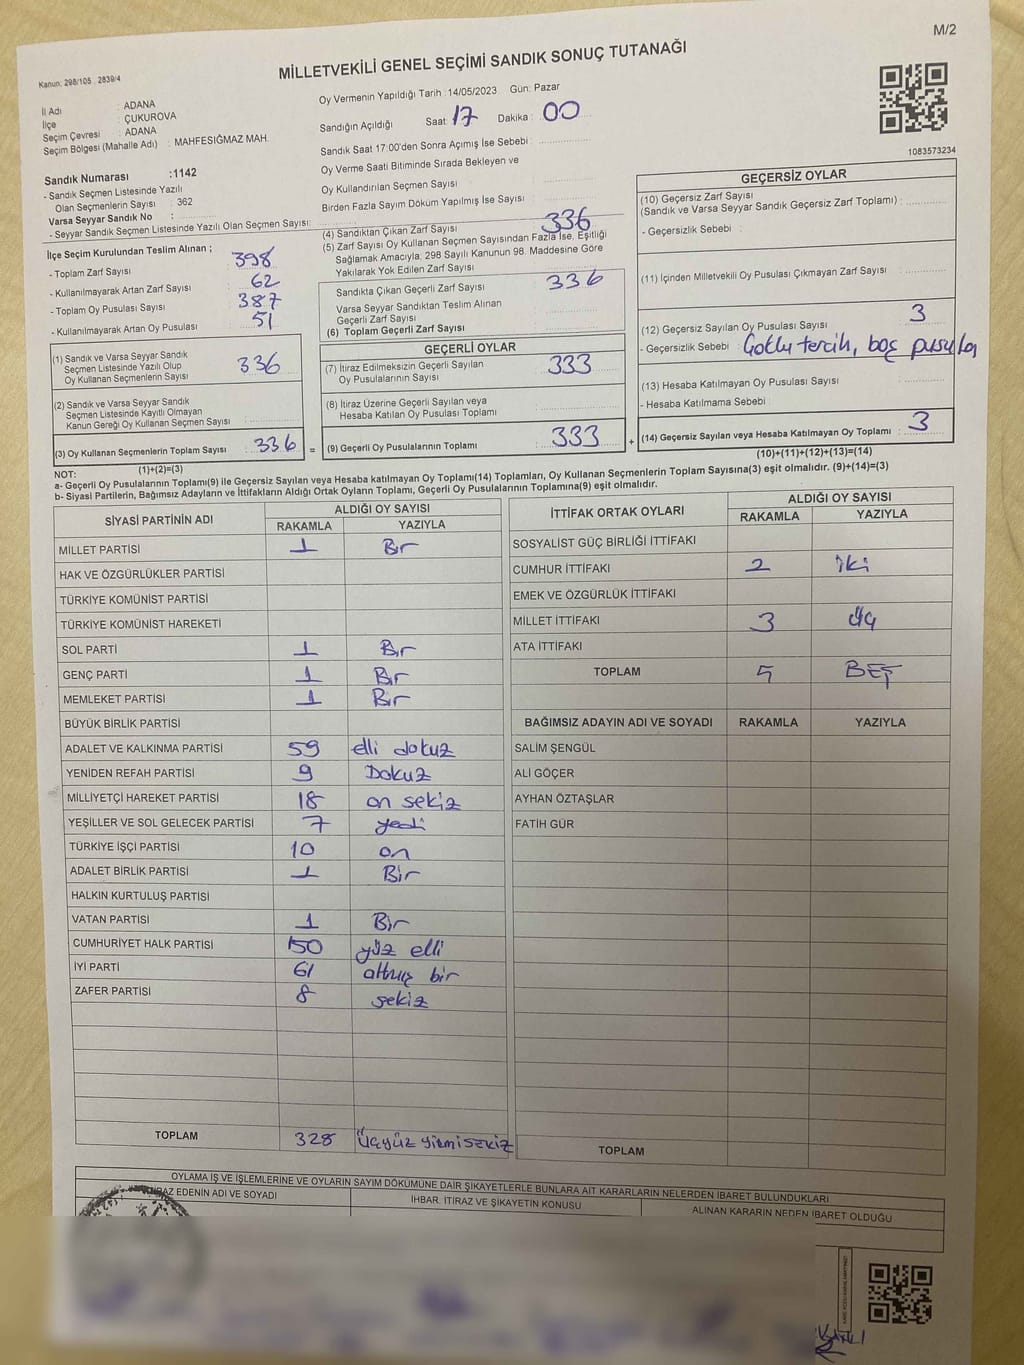 M/2
MİLLETVEKİLİ GENEL SEÇİMİ SANDIK SONUÇ TUTANAĞI
Kanun: 298/105 , 2839/4
İl Adı : ADANA
İlçe : ÇUKUROVA
Seçim Çevresi : ADANA
Seçim Bölgesi (Mahalle Adı) : MAHFESIĞMAZ MAH.
Sandık Numarası :1142
- Sandık Seçmen Listesinde Yazılı
Olan Seçmenlerin Sayısı : 362
Varsa Seyyar Sandık No :
- Seyyar Sandık Seçmen Listesinde Yazılı Olan Seçmen Sayısı:
Oy Vermenin Yapıldığı Tarih : 14/05/2023 Gün: Pazar
Sandığın Açıldığı Saat: 17 Dakika : 00
Sandık Saat 17:00'den Sonra Açımış İse Sebebi :
Oy Verme Saati Bitiminde Sırada Bekleyen ve
Oy Kullandırılan Seçmen Sayısı
Birden Fazla Sayım Döküm Yapılmış İse Sayısı :
1083573234
İlçe Seçim Kurulundan Teslim Alınan ;
- Toplam Zarf Sayısı : 398
- Kullanılmayarak Artan Zarf Sayısı : 62
- Toplam Oy Pusulası Sayısı : 387
- Kullanılmayarak Artan Oy Pusulası : 51
(4) Sandıktan Çıkan Zarf Sayısı : 336
(5) Zarf Sayısı Oy Kullanan Seçmen Sayısından Fazla İse, Eşitliği
Sağlamak Amacıyla, 298 Sayılı Kanunun 98. Maddesine Göre
Yakılarak Yok Edilen Zarf Sayısı :
Sandıkta Çıkan Geçerli Zarf Sayısı : 336
Varsa Seyyar Sandıktan Teslim Alınan
Geçerli Zarf Sayısı
(6) Toplam Geçerli Zarf Sayısı
GEÇERSİZ OYLAR
(10) Geçersiz Zarf Sayısı
(Sandık ve Varsa Seyyar Sandık Geçersiz Zarf Toplamı) :
- Geçersizlik Sebebi :
(11) İçinden Milletvekili Oy Pusulası Çıkmayan Zarf Sayısı
(12) Geçersiz Sayılan Oy Pusulası Sayısı : 3
- Geçersizlik Sebebi : Çoklu tercih, boş pusula
(13) Hesaba Katılmayan Oy Pusulası Sayısı :
- Hesaba Katılmama Sebebi :
(14) Geçersiz Sayılan veya Hesaba Katılmayan Oy Toplamı : 3
(10)+(11)+(12)+(13)=(14)
(1) Sandık ve Varsa Seyyar Sandık
Seçmen Listesinde Yazılı Olup
Oy Kullanan Seçmenlerin Sayısı : 336
(2) Sandık ve Varsa Seyyar Sandık
Seçmen Listesinde Kayıtlı Olmayan
Kanun Gereği Oy Kullanan Seçmen Sayısı :
(3) Oy Kullanan Seçmenlerin Toplam Sayısı : 336 =
(1)+(2)=(3)
GEÇERLİ OYLAR
(7) İtiraz Edilmeksizin Geçerli Sayılan
Oy Pusulalarının Sayısı : 333
(8) İtiraz Üzerine Geçerli Sayılan veya
Hesaba Katılan Oy Pusulası Toplamı :
(9) Geçerli Oy Pusulalarının Toplamı : 333 +
NOT:
a- Geçerli Oy Pusulalarının Toplamı(9) ile Geçersiz Sayılan veya Hesaba katılmayan Oy Toplamı(14) Toplamları, Oy Kullanan Seçmenlerin Toplam Sayısına(3) eşit olmalıdır. (9)+(14)=(3)
b- Siyasi Partilerin, Bağımsız Adayların ve İttifakların Aldığı Ortak Oyların Toplamı, Geçerli Oy Pusulalarının Toplamına(9) eşit olmalıdır.
SİYASİ PARTİNİN ADI ALDIĞI OY SAYISI
RAKAMLA YAZIYLA
MİLLET PARTİSİ 1 Bir
HAK VE ÖZGÜRLÜKLER PARTİSİ
TÜRKİYE KOMÜNİST PARTİSİ
TÜRKİYE KOMÜNİST HAREKETİ
SOL PARTİ 1 Bir
GENÇ PARTİ 1 Bir
MEMLEKET PARTİSİ 1 Bir
BÜYÜK BİRLİK PARTİSİ
ADALET VE KALKINMA PARTİSİ 59 elli dokuz
YENİDEN REFAH PARTİSİ 9 Dokuz
MİLLİYETÇİ HAREKET PARTİSİ 18 on sekiz
YEŞİLLER VE SOL GELECEK PARTİSİ 7 yedi
TÜRKİYE İŞÇİ PARTİSİ 10 on
ADALET BİRLİK PARTİSİ 1 Bir
HALKIN KURTULUŞ PARTİSİ
VATAN PARTİSİ 1 Bir
CUMHURİYET HALK PARTİSİ 150 yüz elli
İYİ PARTİ 61 altmış bir
ZAFER PARTİSİ 8 sekiz
TOPLAM 328 üçyüz yirmisekiz
İTTİFAK ORTAK OYLARI ALDIĞI OY SAYISI
RAKAMLA YAZIYLA
SOSYALİST GÜÇ BİRLİĞİ İTTİFAKI
CUMHUR İTTİFAKI 2 iki
EMEK VE ÖZGÜRLÜK İTTİFAKI
MİLLET İTTİFAKI 3 üç
ATA İTTİFAKI
TOPLAM 5 BEŞ
BAĞIMSIZ ADAYIN ADI VE SOYADI RAKAMLA YAZIYLA
SALİM ŞENGÜL
ALİ GÖÇER
AYHAN ÖZTAŞLAR
FATİH GÜR
TOPLAM
OYLAMA İŞ VE İŞLEMLERİNE VE OYLARIN SAYIM DÖKÜMÜNE DAİR ŞİKAYETLERLE BUNLARA AİT KARARLARIN NELERDEN İBARET BULUNDUKLARI
EDENİN ADI VE SOYADI İHBAR, İTİRAZ VE ŞİKAYETİN KONUSU ALINAN KARARIN NEDEN İBARET OLDUĞU